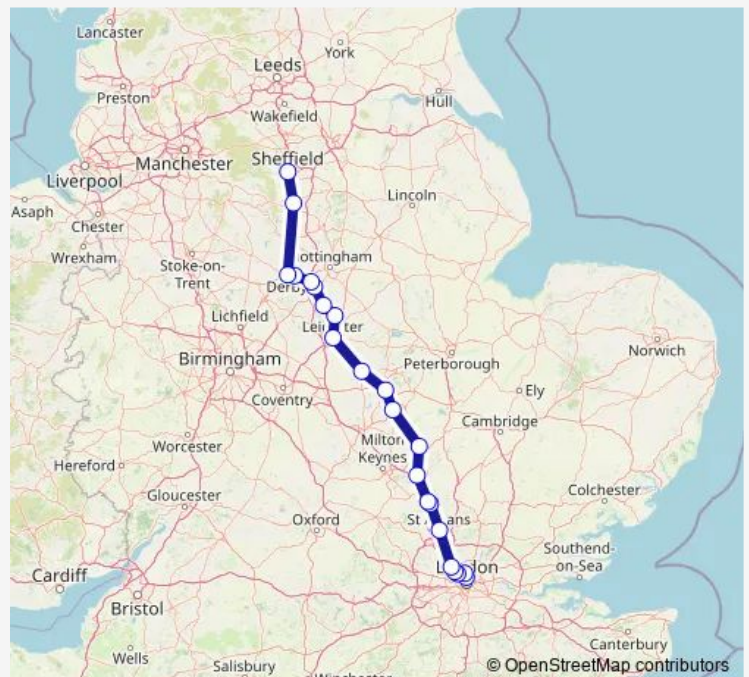 Lancaster
York
Leeds
Preston
Hull
Wakefield
Manchester
Sheffield
Liverpool
Lincoln
Asaph
Chester
Wrexham
Stoke-on-
Trent
ottingham
Derby
Lichfield
Norwich
Birmingham
Peterborough
Ely
Coventry
Cambridge
Worcester
Milton
Keynes
Hereford
Gloucester
Colchester
Oxford
Southend-
on-Sea
Cardiff
Bristol
Canterbury
Wells
Salisbury
© OpenStreetMap contributors